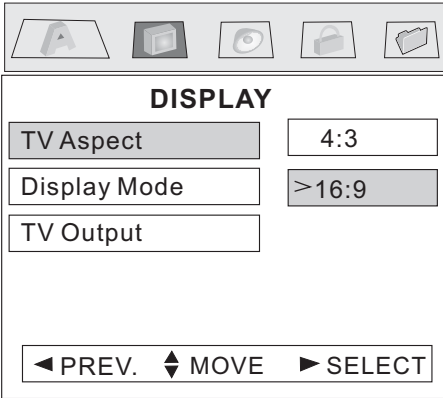 DISPLAY
TV Aspect
4:3
Display Mode
>16:9
TV Output
◄ PREV. ▲▼ MOVE ► SELECT